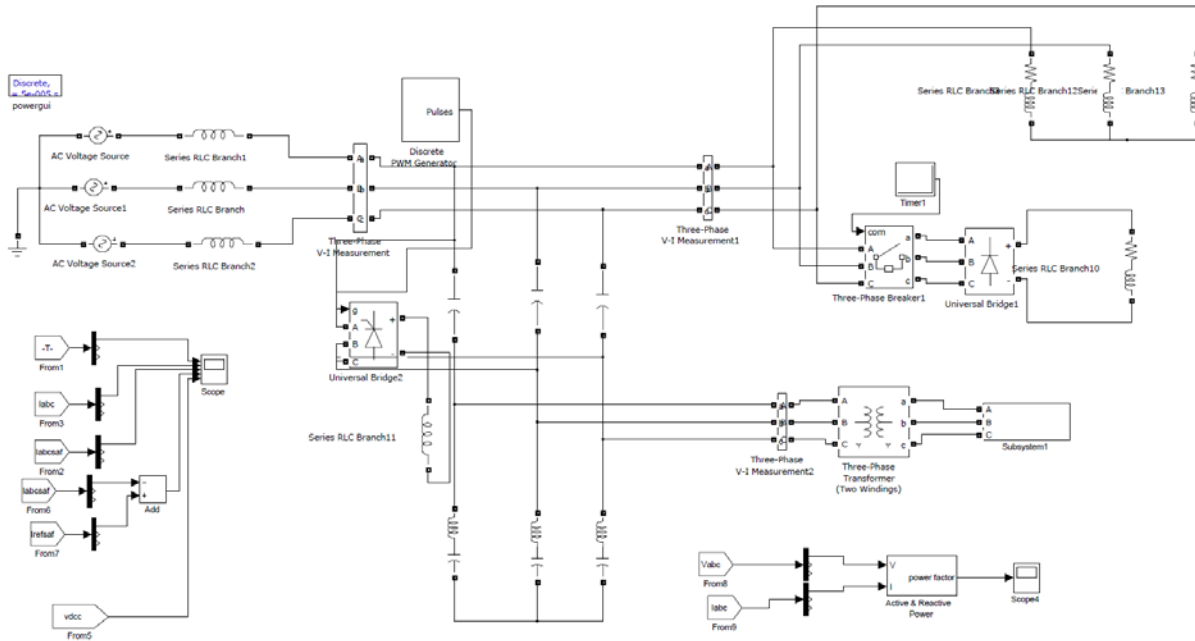 Discrete,
powergui
AC Voltage Source
Series RLC Branch1
AC Voltage Source1
Series RLC Branch
AC Voltage Source2
Series RLC Branch2
A a
B b
C c
Three-Phase
V-I Measurement
Pulses
Discrete
PWM Generator
A a
B b
C c
Three-Phase
V-I Measurement1
Series RLC Branch
Series RLC Branch12
Branch13
Timer1
com
A
B
C
a
b
c
Three-Phase Breaker1
A
B
C
+
-
Universal Bridge1
Series RLC Branch10
g
A
B
C
+
-
Universal Bridge2
Series RLC Branch11
-T-
From1
Iabc
From3
Iabcsaf
From2
Iabcsaf
From6
Irefsaf
From7
-
+
Add
Scope
vdcc
From5
A a
B b
C c
Three-Phase
V-I Measurement2
A
B
C
a
b
c
Three-Phase
Transformer
(Two Windings)
A
B
C
Subsystem1
Vabc
From8
Iabc
From9
V
I
power factor
Active & Reactive
Power
Scope4